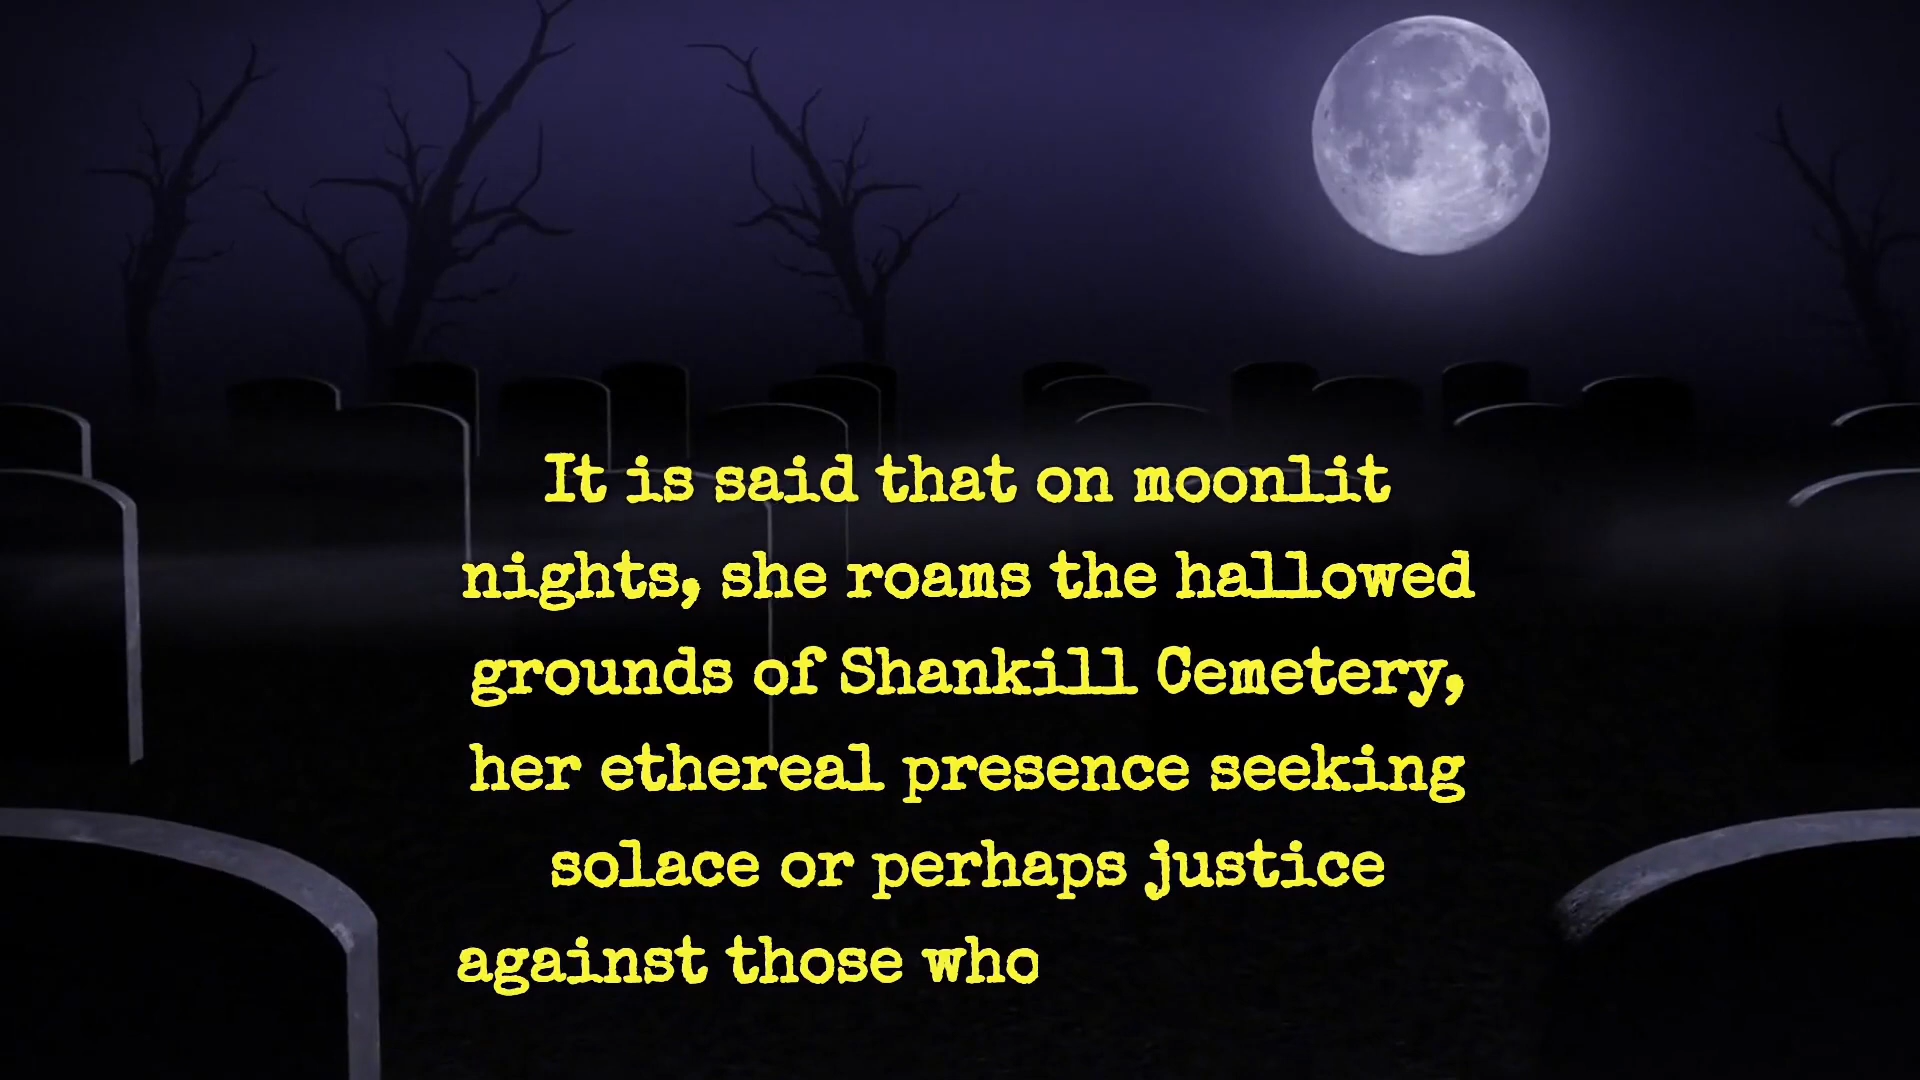 It is said that on moonlit
nights, she roams the hallowed
grounds of Shankill Cemetery,
her ethereal presence seeking
solace or perhaps justice
against those who